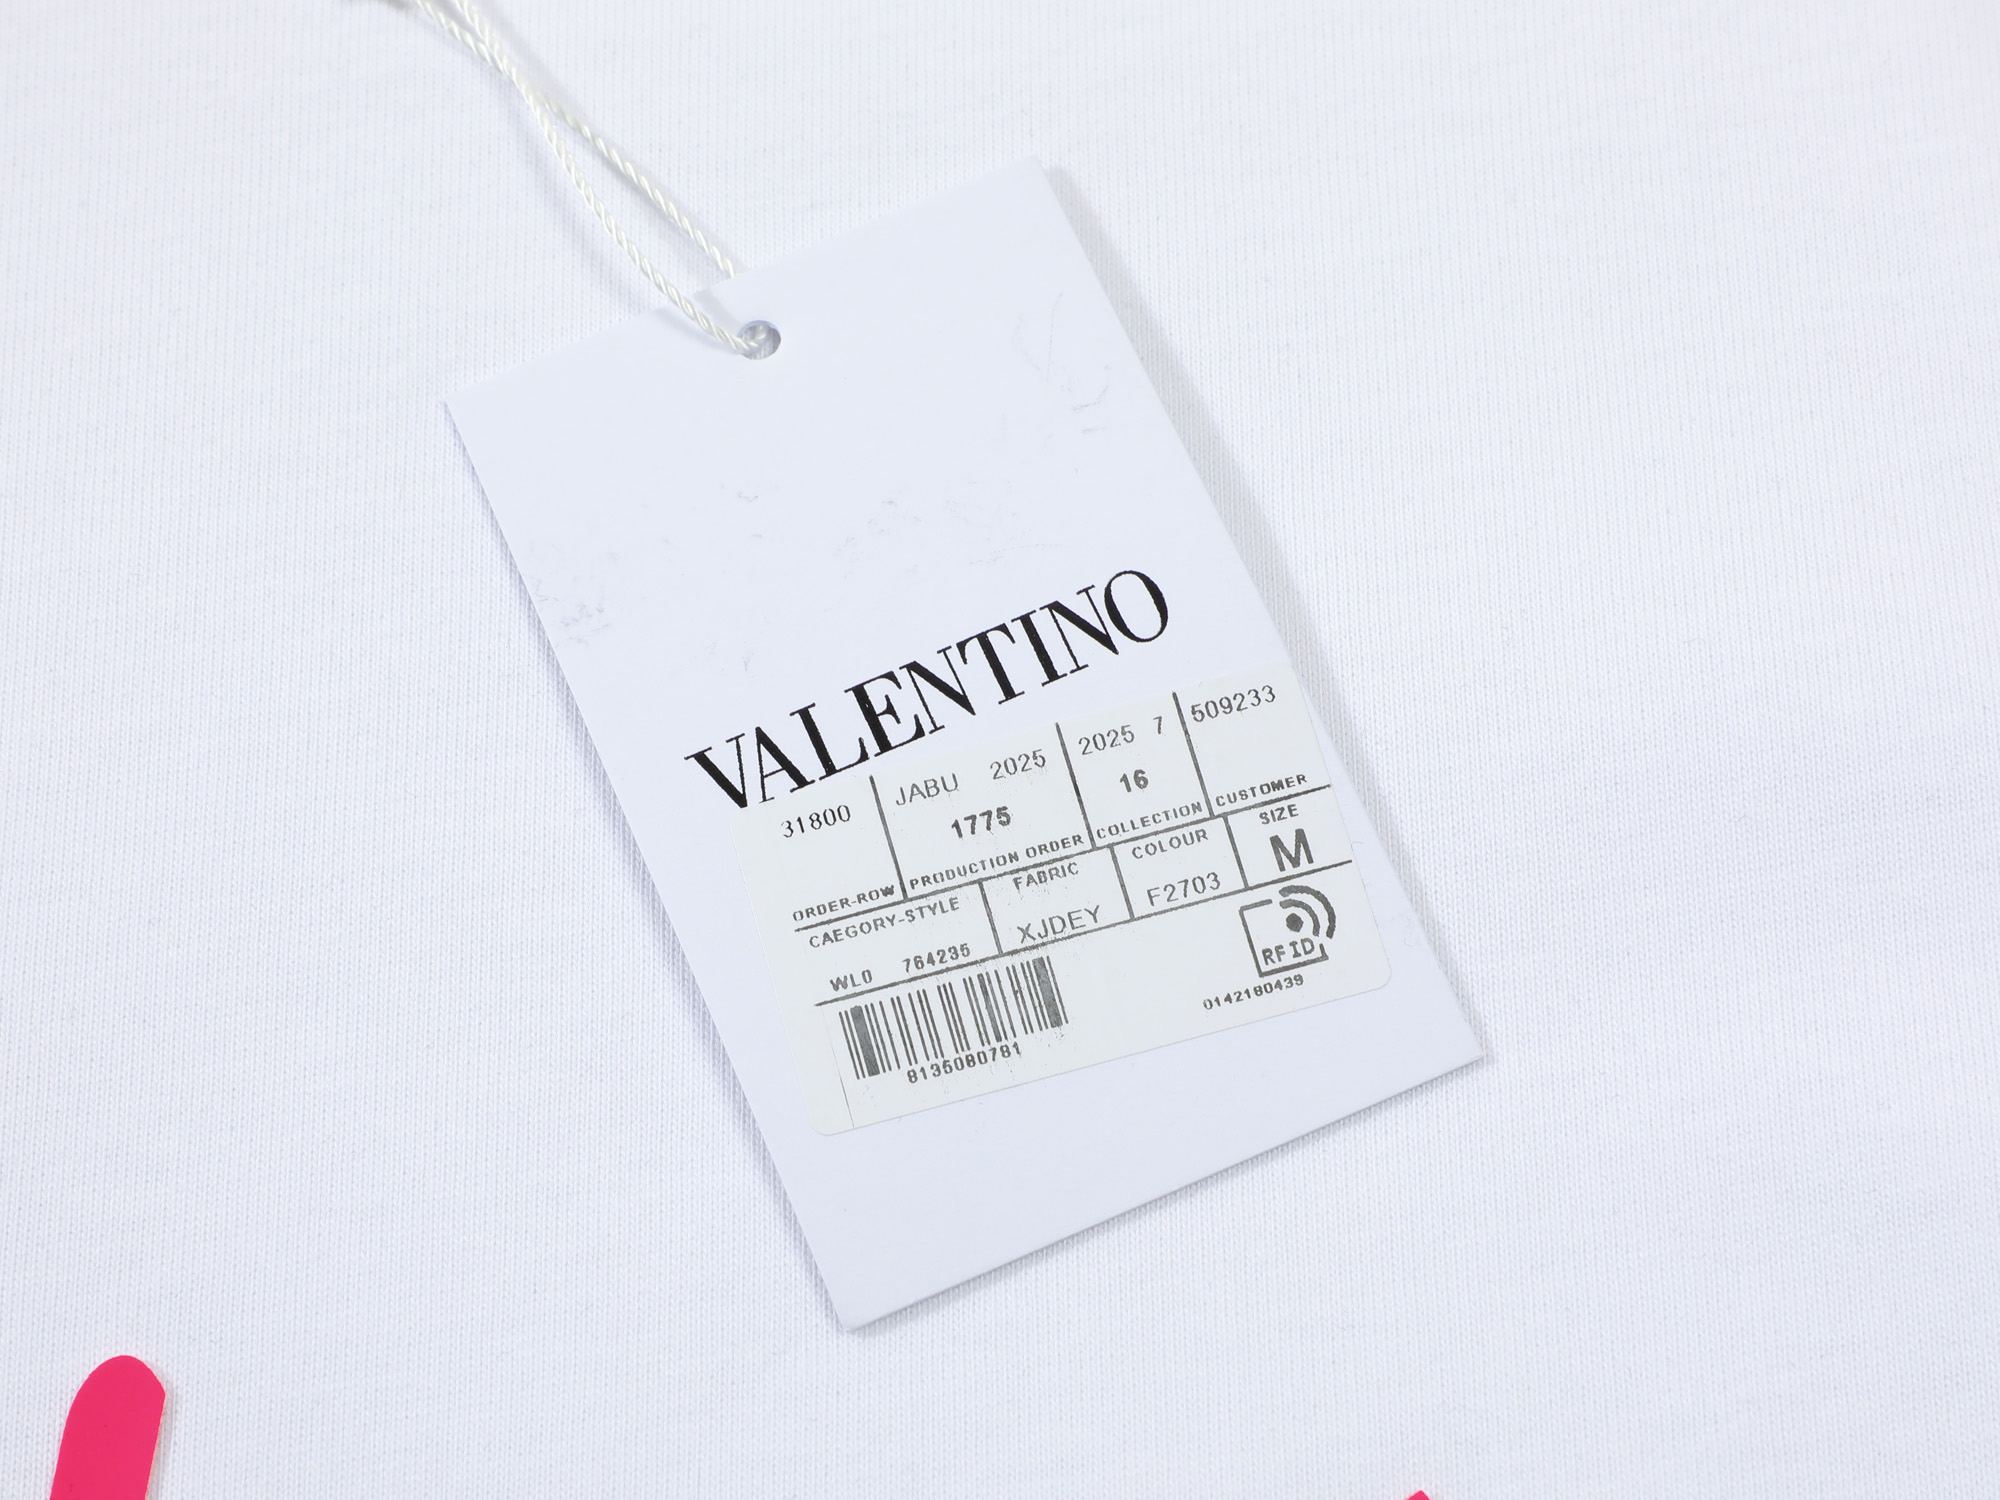 VALENTINO
31800 JABU 2025 2025 7 509233
1775 16
ORDER-ROW PRODUCTION ORDER COLLECTION CUSTOMER
CAEGORY-STYLE FABRIC COLOUR SIZE
WL0 764235 XJDEY F2703 M
RFID
8135080781 0142180439